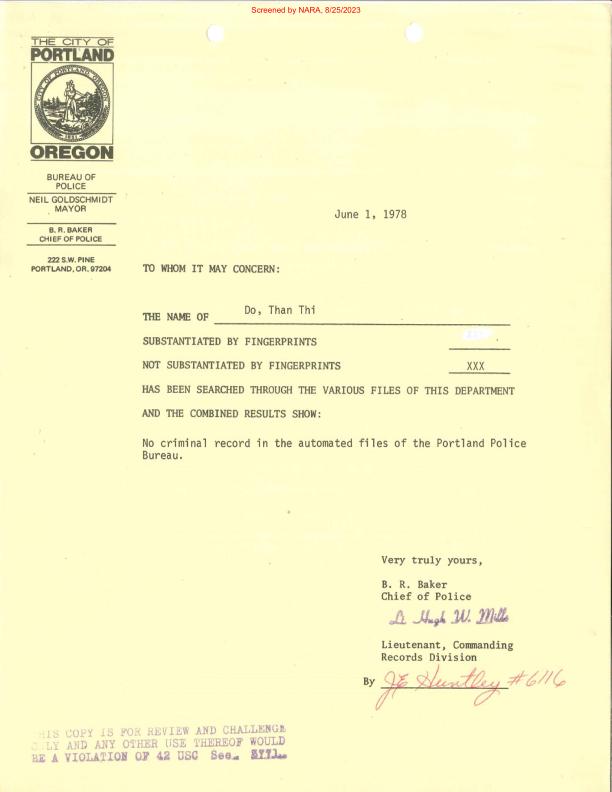 Screened by NARA, 8/25/2023
THE CITY OF
PORTLAND
CITY OF PORTLAND OREGON
1851
OREGON
BUREAU OF
POLICE
NEIL GOLDSCHMIDT
MAYOR
B. R. BAKER
CHIEF OF POLICE
222 S.W. PINE
PORTLAND, OR. 97204
June 1, 1978
TO WHOM IT MAY CONCERN:
THE NAME OF Do, Than Thi
SUBSTANTIATED BY FINGERPRINTS
NOT SUBSTANTIATED BY FINGERPRINTS XXX
HAS BEEN SEARCHED THROUGH THE VARIOUS FILES OF THIS DEPARTMENT
AND THE COMBINED RESULTS SHOW:
No criminal record in the automated files of the Portland Police
Bureau.
Very truly yours,
B. R. Baker
Chief of Police
Lt Hugh W. Mills
Lieutenant, Commanding
Records Division
By JE Huntley #6116
HIS COPY IS FOR REVIEW AND CHALLENGE
LY AND ANY OTHER USE THEREOF WOULD
BE A VIOLATION OF 42 USC Sec. 3771